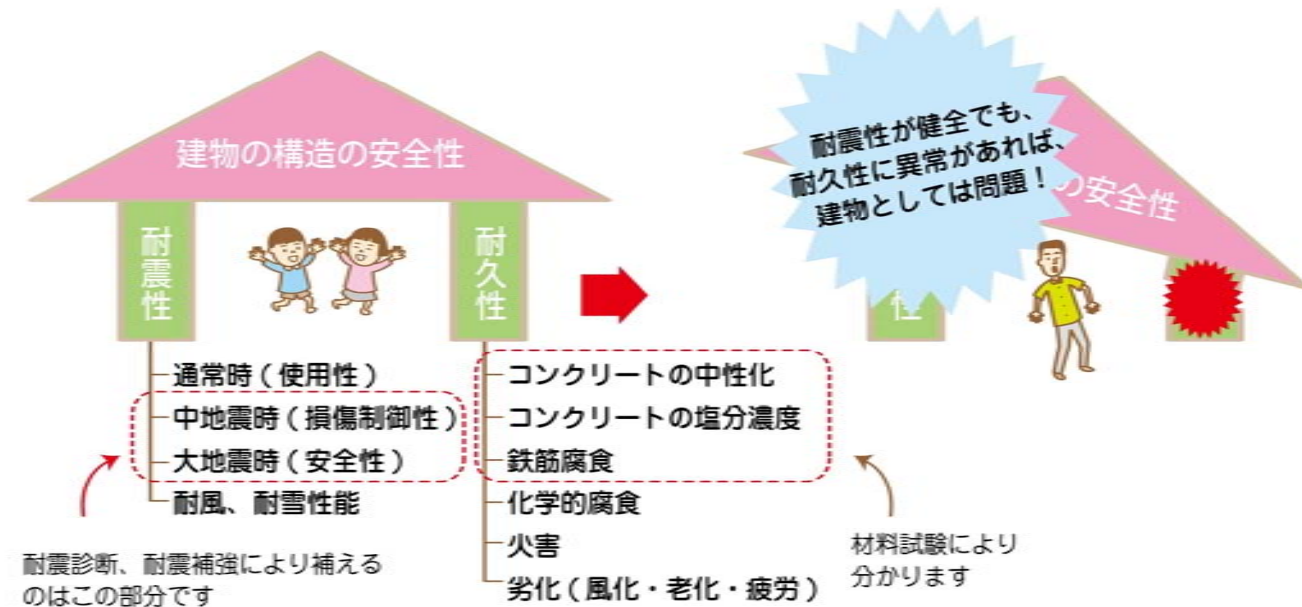 建物の構造の安全性
耐震性
耐久性
通常時(使用性)
中地震時(損傷制御性)
大地震時(安全性)
耐風、耐雪性能
耐震診断、耐震補強により補える
のはこの部分です
コンクリートの中性化
コンクリートの塩分濃度
鉄筋腐食
化学的腐食
火害
劣化(風化・老化・疲労)
材料試験により
分かります
耐震性が健全でも、
耐久性に異常があれば、
建物としては問題!
の安全性
性